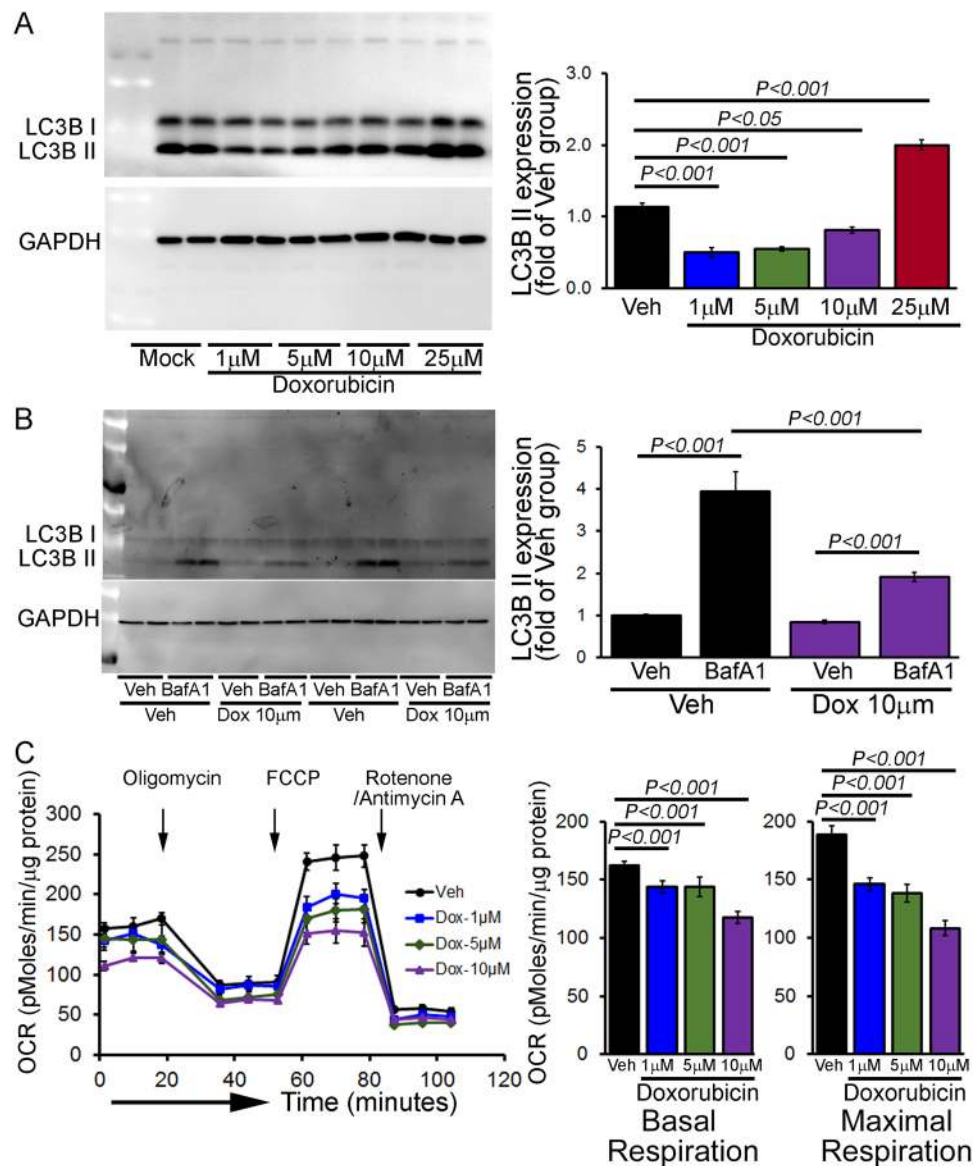 A
LC3B I
LC3B II
GAPDH
Mock
1µM
5µM
10µM
25µM
Doxorubicin
LC3B II expression
(fold of Veh group)
3.0
2.0
1.0
0.0
P<0.001
P<0.05
P<0.001
P<0.001
Veh
1µM
5µM
10µM
25µM
Doxorubicin
B
LC3B I
LC3B II
GAPDH
Veh BafA1 Veh BafA1 Veh BafA1 Veh BafA1
Veh
Dox 10µm
Veh
Dox 10µm
LC3B II expression
(fold of Veh group)
5
4
3
2
1
0
P<0.001
P<0.001
P<0.001
Veh
BafA1
Veh
BafA1
Veh
Dox 10µm
C
Oligomycin
FCCP
Rotenone
/Antimycin A
OCR (pMoles/min/µg protein)
300
250
200
150
100
50
0
Veh
Dox-1µM
Dox-5µM
Dox-10µM
0
20
40
60
80
100
120
Time (minutes)
OCR (pMoles/min/µg protein)
200
150
100
50
0
P<0.001
P<0.001
P<0.001
Veh
1µM
5µM
10µM
Doxorubicin
Basal
Respiration
200
150
100
50
0
P<0.001
P<0.001
P<0.001
Veh
1µM
5µM
10µM
Doxorubicin
Maximal
Respiration